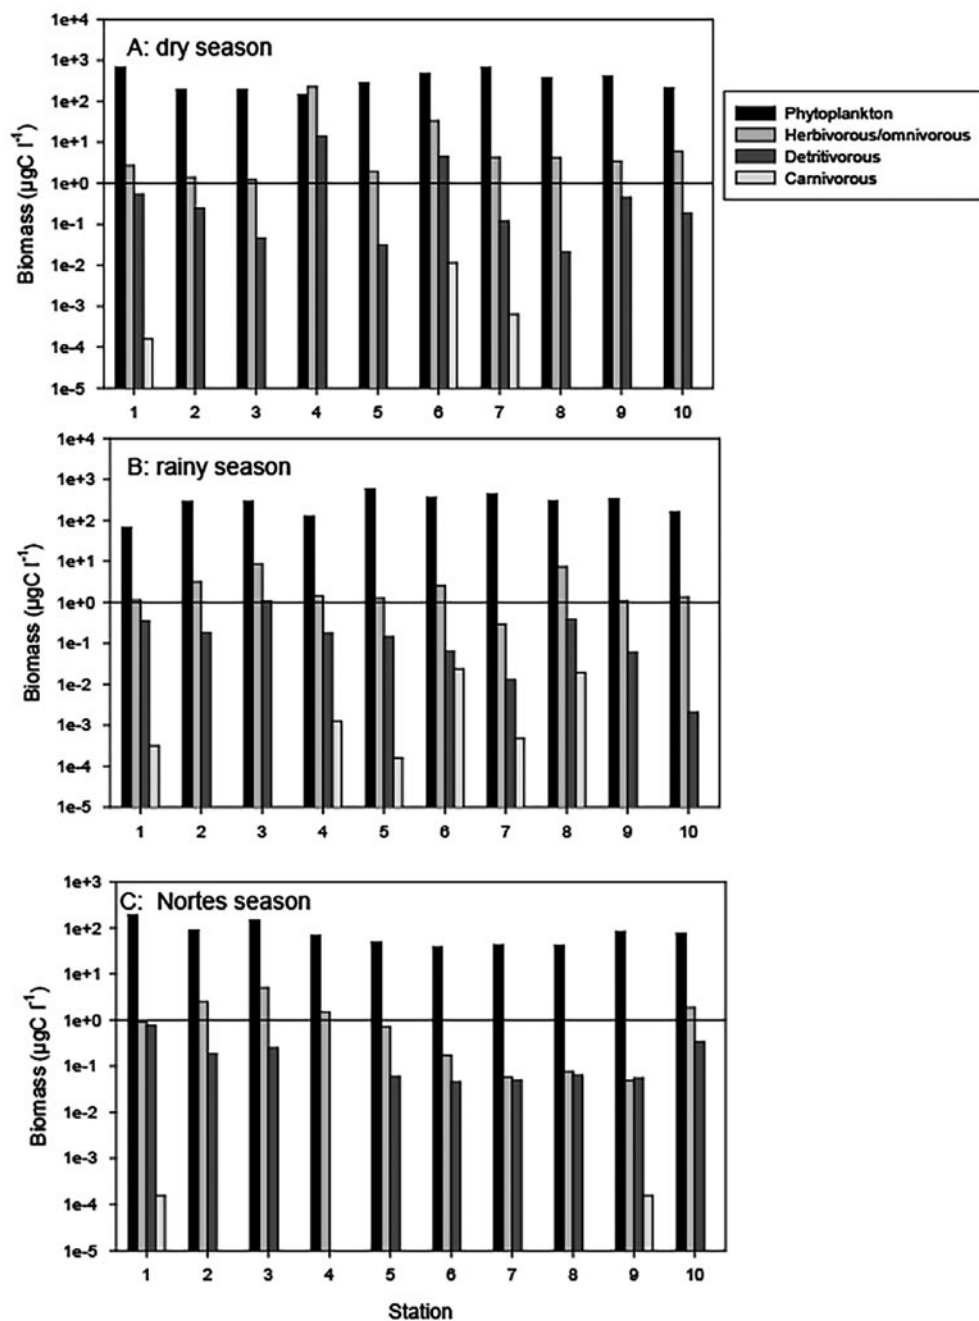 A: dry season
1e+4
1e+3
1e+2
1e+1
1e+0
1e-1
1e-2
1e-3
1e-4
1e-5
Biomass (µgC l⁻¹)
1 2 3 4 5 6 7 8 9 10
Phytoplankton
Herbivorous/omnivorous
Detritivorous
Carnivorous
B: rainy season
1e+4
1e+3
1e+2
1e+1
1e+0
1e-1
1e-2
1e-3
1e-4
1e-5
Biomass (µgC l⁻¹)
1 2 3 4 5 6 7 8 9 10
C: Nortes season
1e+3
1e+2
1e+1
1e+0
1e-1
1e-2
1e-3
1e-4
1e-5
Biomass (µgC l⁻¹)
1 2 3 4 5 6 7 8 9 10
Station